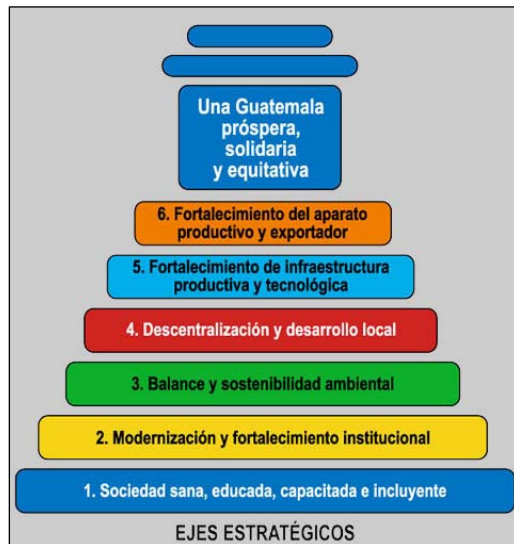 Una Guatemala
próspera,
solidaria
y equitativa
6. Fortalecimiento del aparato
productivo y exportador
5. Fortalecimiento de infraestructura
productiva y tecnológica
4. Descentralización y desarrollo local
3. Balance y sostenibilidad ambiental
2. Modernización y fortalecimiento institucional
1. Sociedad sana, educada, capacitada e incluyente
EJES ESTRATÉGICOS